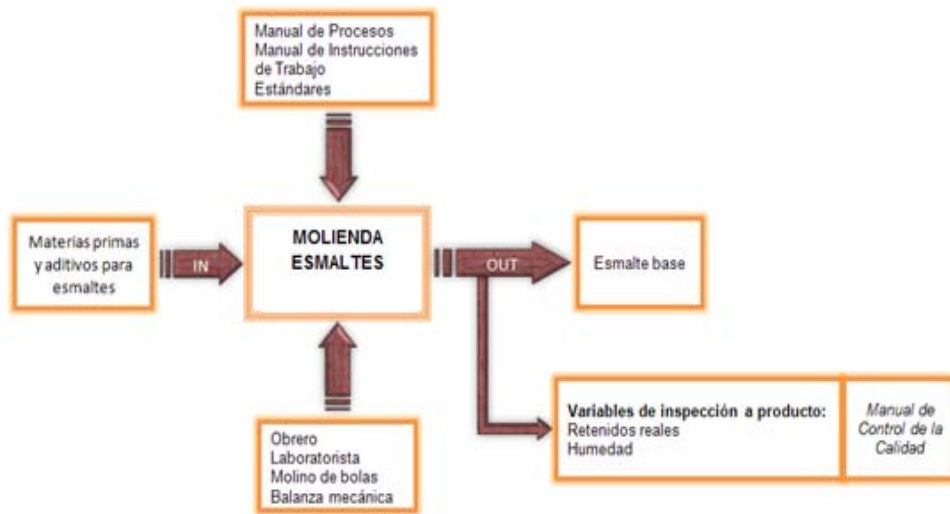 Manual de Procesos
Manual de Instrucciones
de Trabajo
Estándares
Materias primas
y aditivos para
esmaltes
IN
MOLIENDA
ESMALTES
OUT
Esmalte base
Obrero
Laboratorista
Molino de bolas
Balanza mecánica
Variables de inspección a producto:
Retenidos reales
Humedad
Manual de
Control de la
Calidad